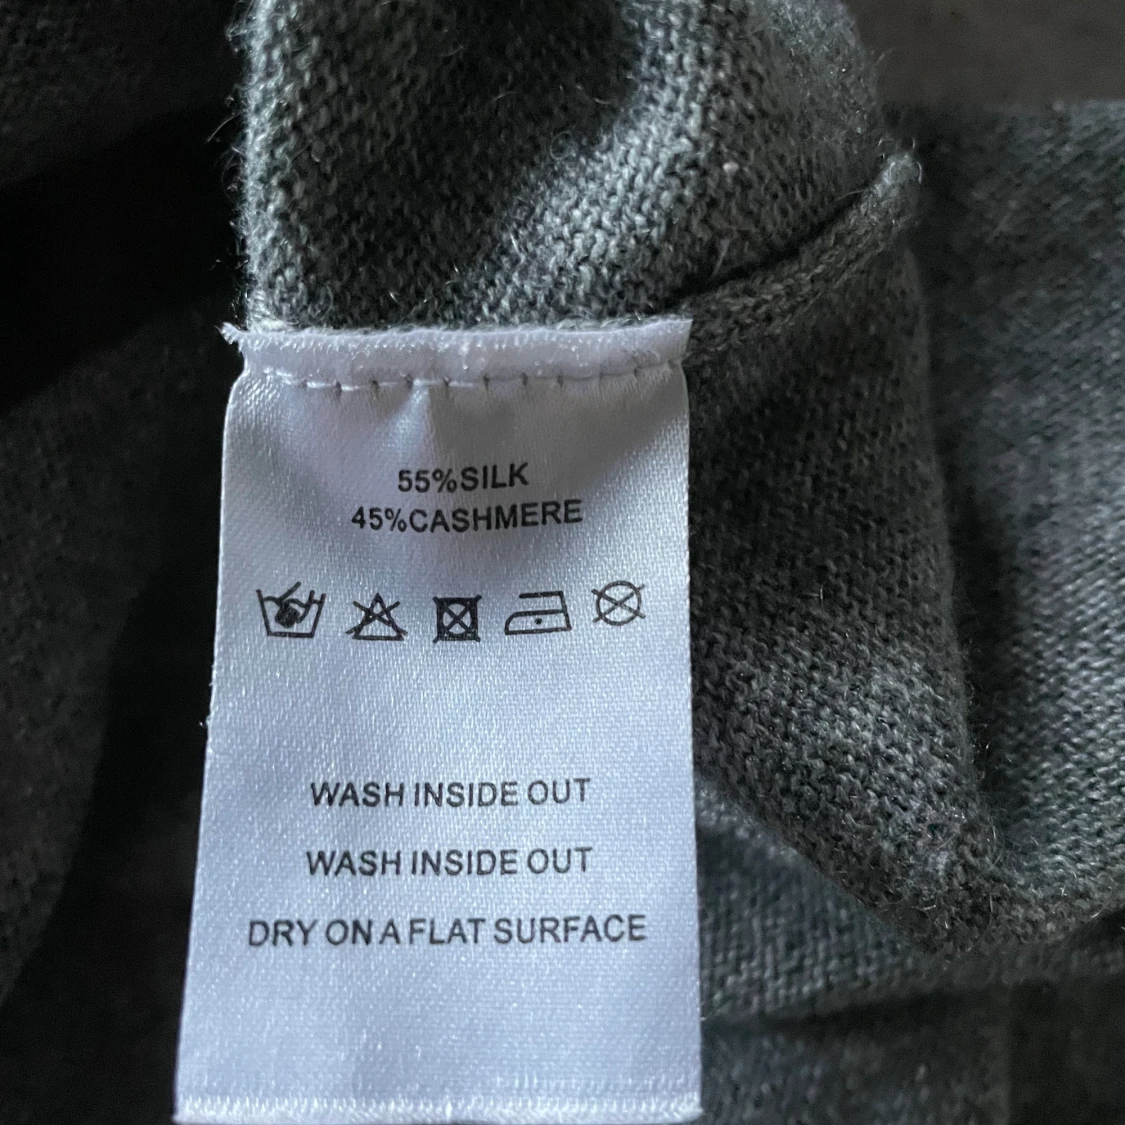 55%SILK
45%CASHMERE
WASH INSIDE OUT
WASH INSIDE OUT
DRY ON A FLAT SURFACE